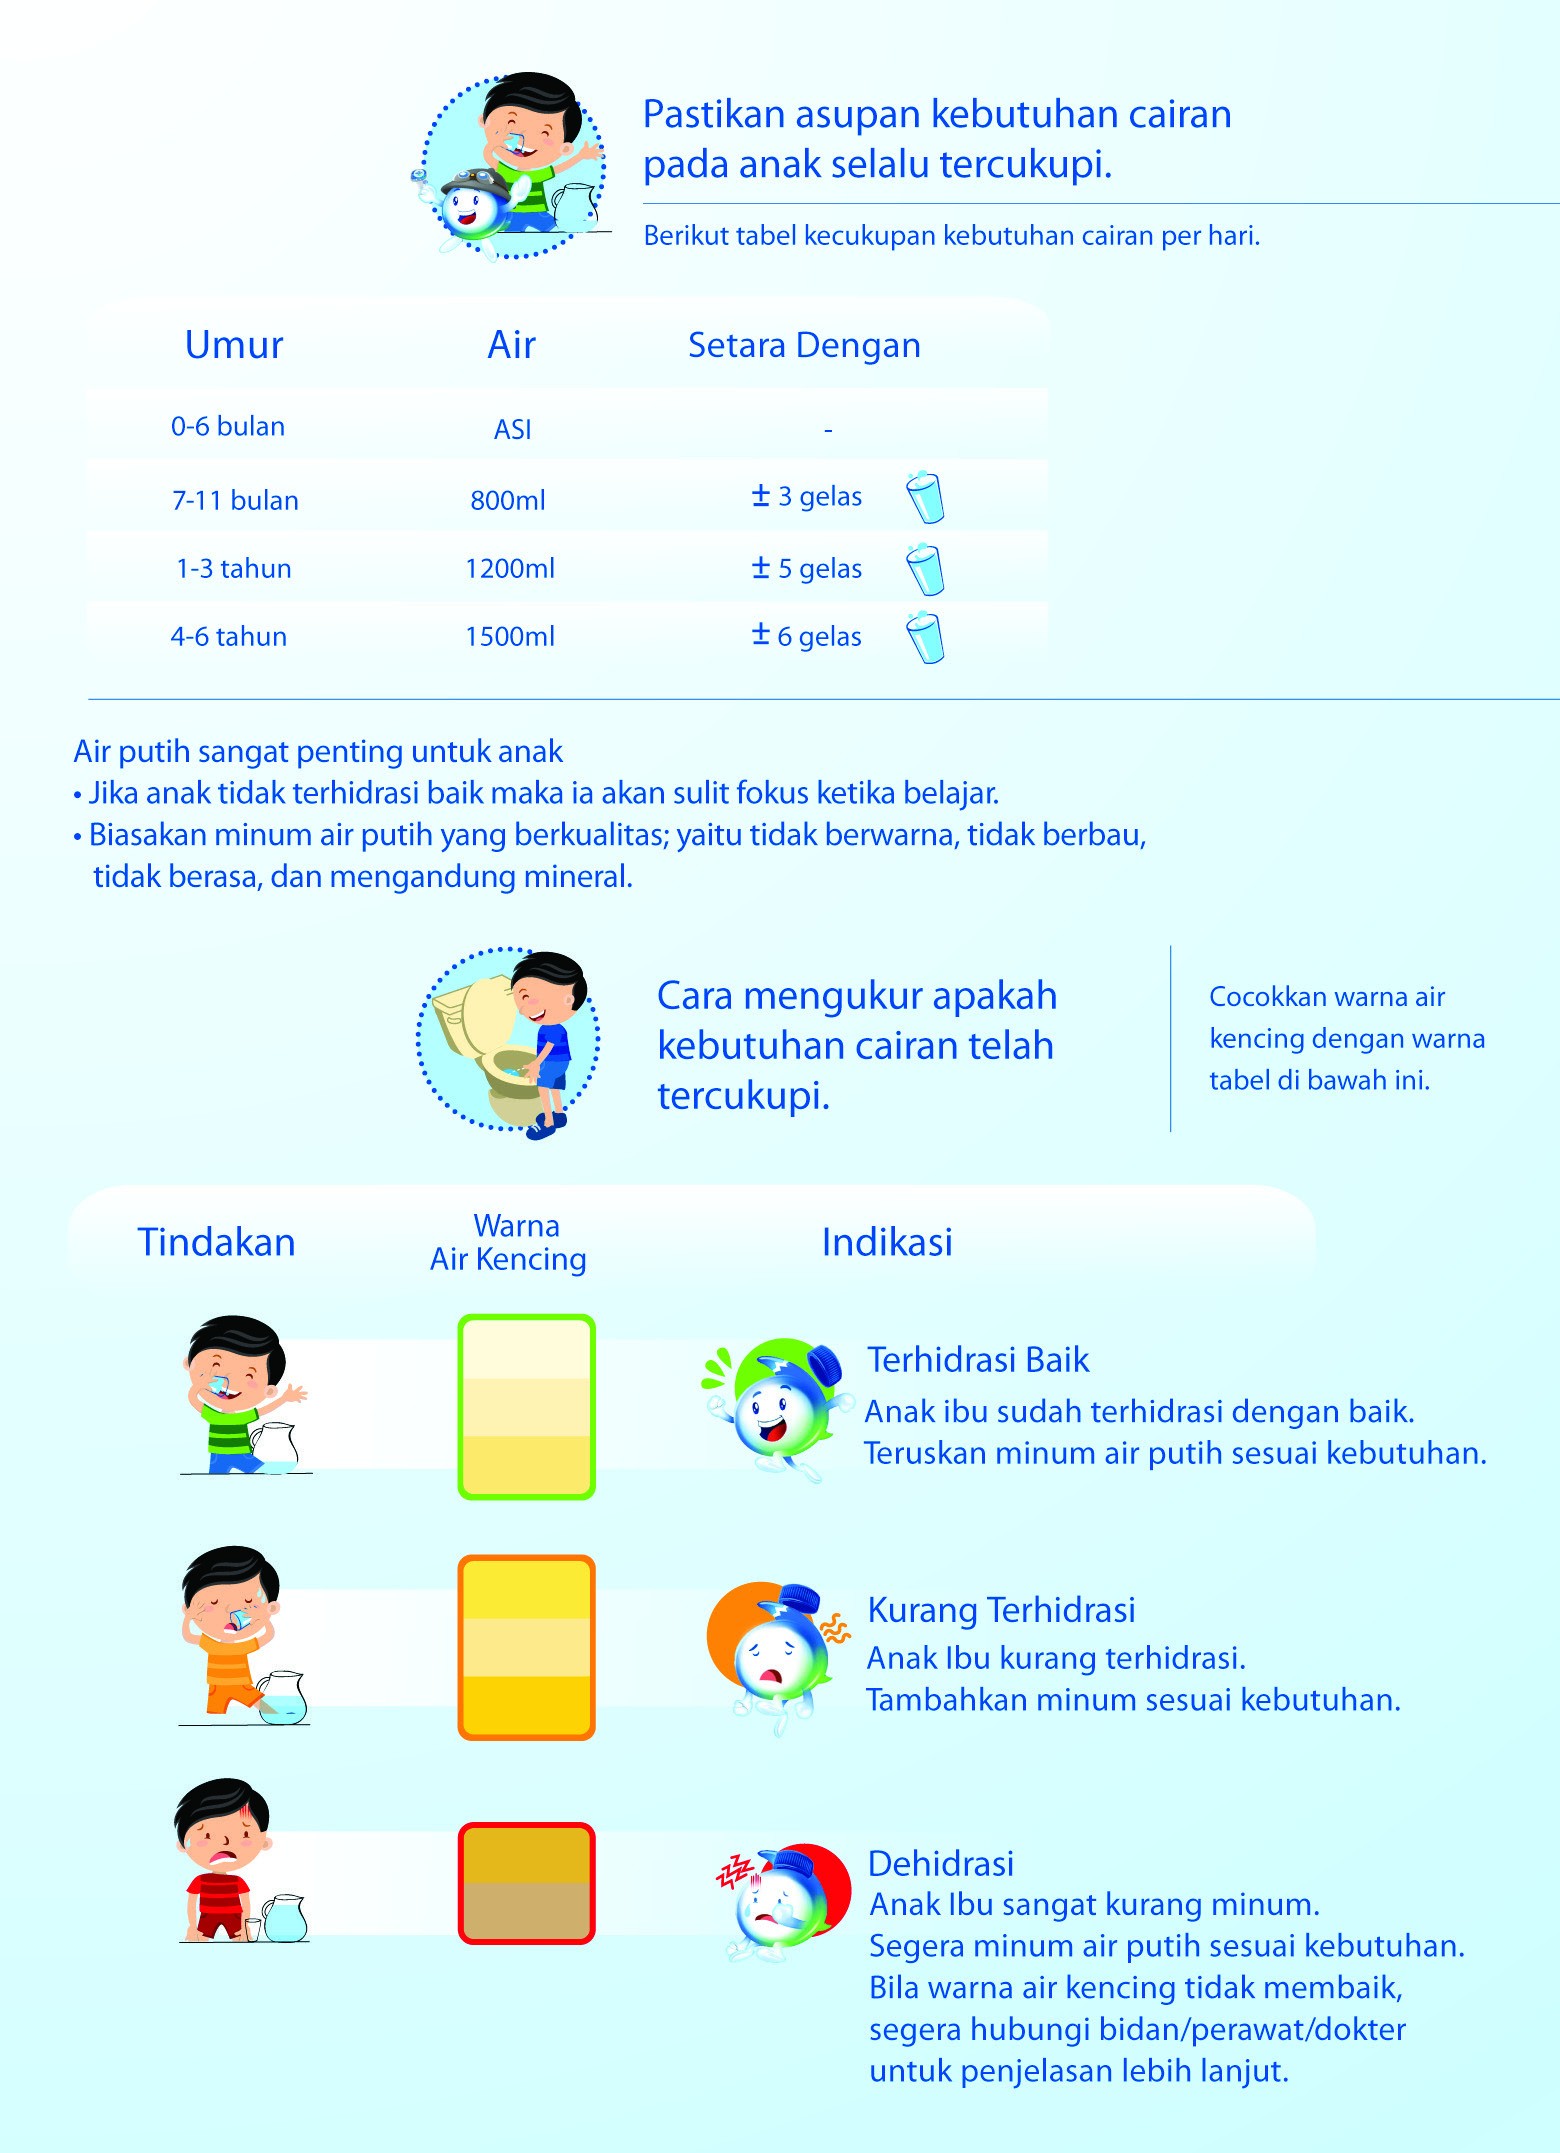 Pastikan asupan kebutuhan cairan
pada anak selalu tercukupi.
Berikut tabel kecukupan kebutuhan cairan per hari.
Umur Air Setara Dengan
0-6 bulan ASI -
7-11 bulan 800ml ± 3 gelas
1-3 tahun 1200ml ± 5 gelas
4-6 tahun 1500ml ± 6 gelas
Air putih sangat penting untuk anak
• Jika anak tidak terhidrasi baik maka ia akan sulit fokus ketika belajar.
• Biasakan minum air putih yang berkualitas; yaitu tidak berwarna, tidak berbau,
tidak berasa, dan mengandung mineral.
Cara mengukur apakah
kebutuhan cairan telah
tercukupi.
Cocokkan warna air
kencing dengan warna
tabel di bawah ini.
Tindakan
Warna
Air Kencing
Indikasi
Terhidrasi Baik
Anak ibu sudah terhidrasi dengan baik.
Teruskan minum air putih sesuai kebutuhan.
Kurang Terhidrasi
Anak Ibu kurang terhidrasi.
Tambahkan minum sesuai kebutuhan.
Dehidrasi
Anak Ibu sangat kurang minum.
Segera minum air putih sesuai kebutuhan.
Bila warna air kencing tidak membaik,
segera hubungi bidan/perawat/dokter
untuk penjelasan lebih lanjut.